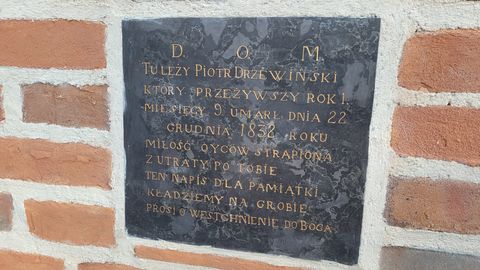 D. O. M
TU LEŻY PIOTR DRZEWIŃSKI
KTÓRY PRZEŻYWSZY ROK 1.
MIESIĘCY 9 UMARŁ DNIA 22
GRUDNIA 1832 ROKU
MIŁOŚĆ OYCÓW STRAPIONA
Z UTRATY PO TOBIE
TEN NAPIS DLA PAMIĄTKI
KŁADZIEMY NA GROBIE
PROSI O WESTCHNIENIE DO BOGA